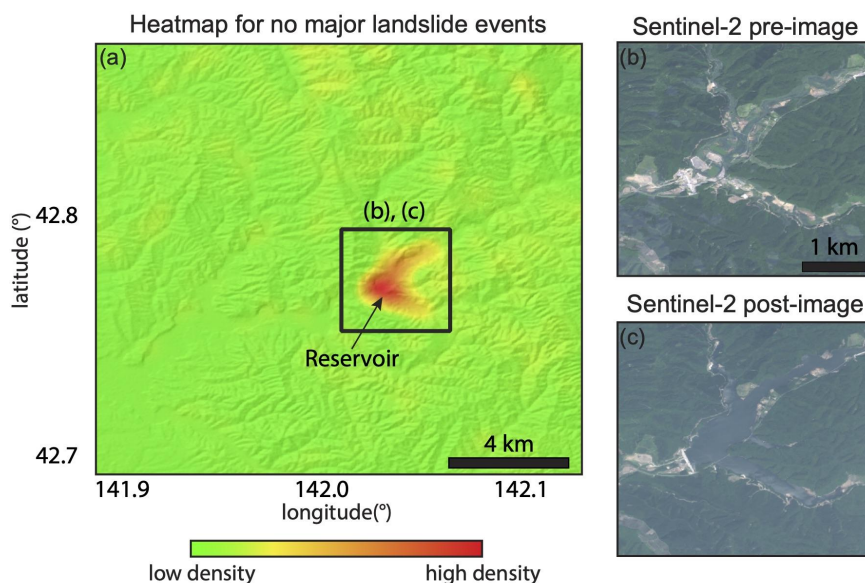 Heatmap for no major landslide events
(a)
42.8
latitude (°)
42.7
(b), (c)
Reservoir
4 km
141.9
142.0
142.1
longitude(°)
low density
high density
Sentinel-2 pre-image
(b)
1 km
Sentinel-2 post-image
(c)